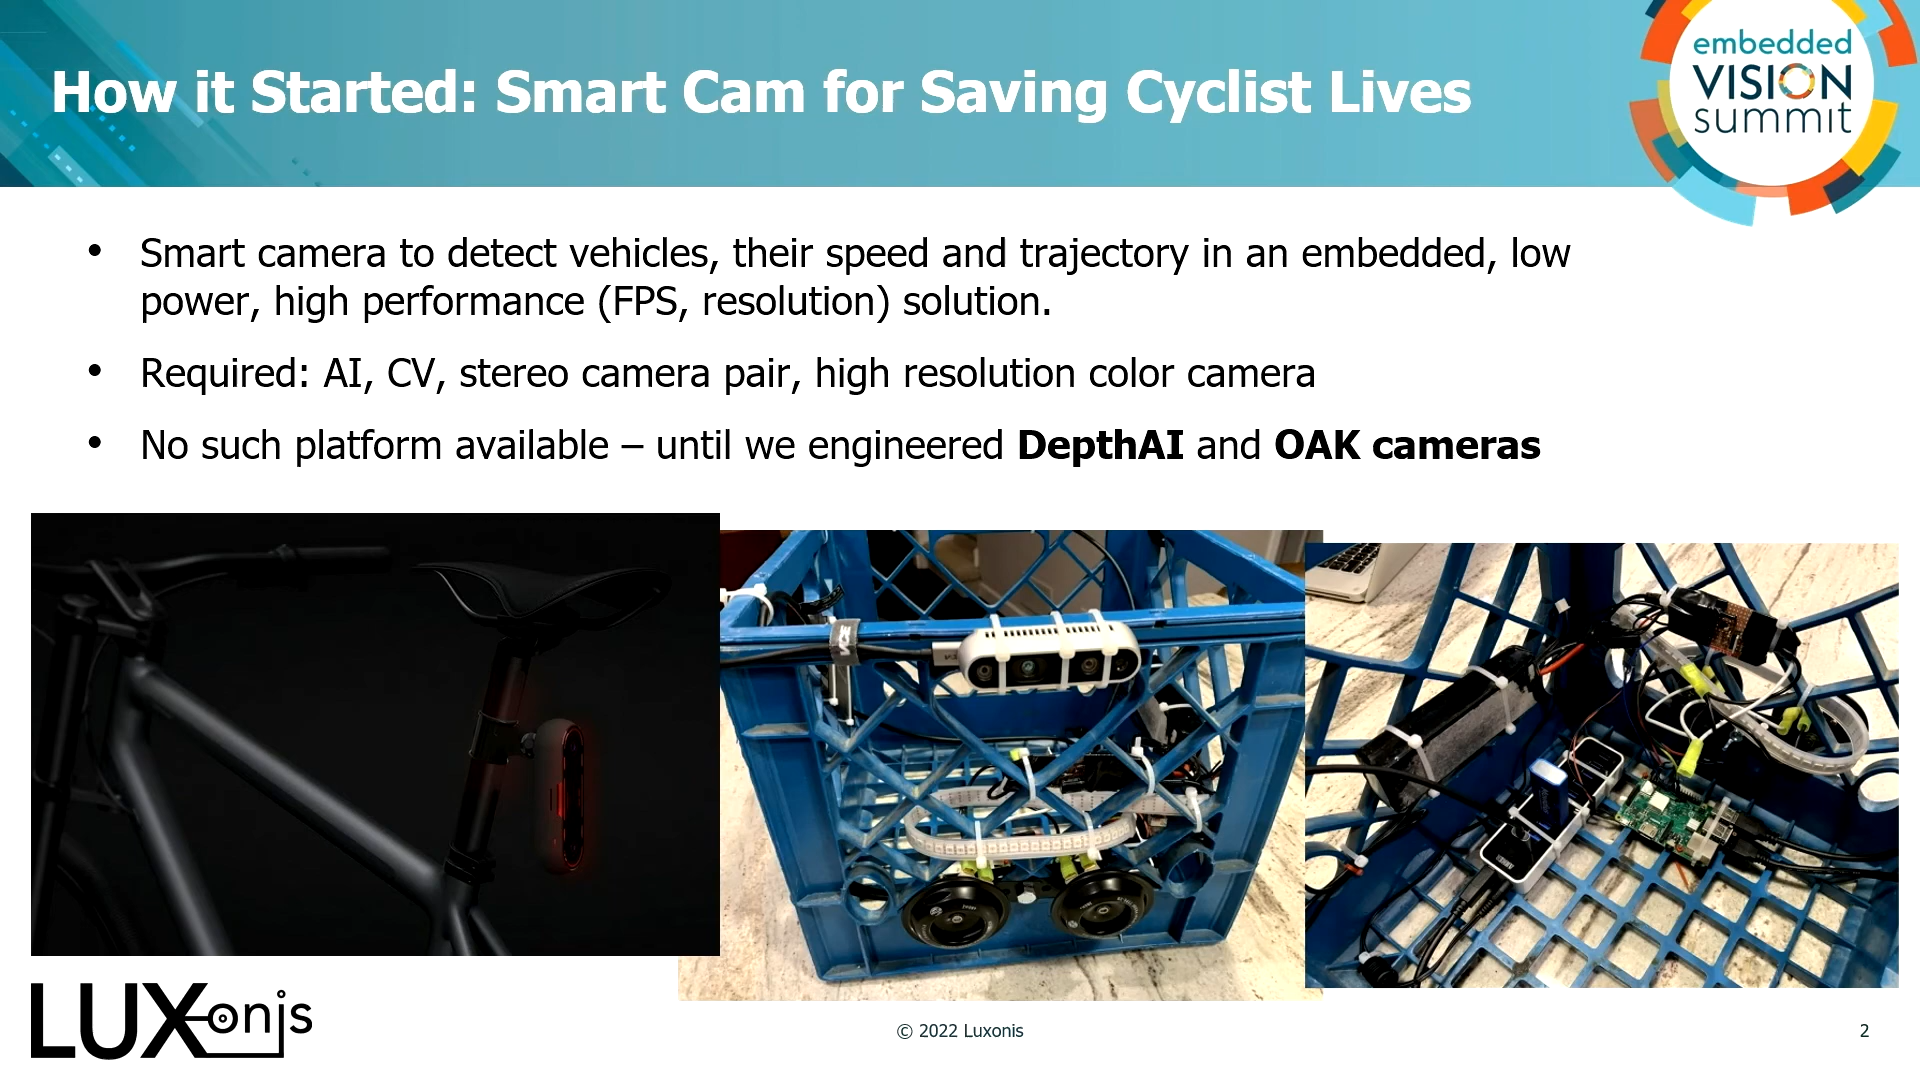 How it Started: Smart Cam for Saving Cyclist Lives
embedded
VISION
summit
• Smart camera to detect vehicles, their speed and trajectory in an embedded, low
power, high performance (FPS, resolution) solution.
• Required: AI, CV, stereo camera pair, high resolution color camera
• No such platform available – until we engineered DepthAI and OAK cameras
LUXonis
© 2022 Luxonis
2